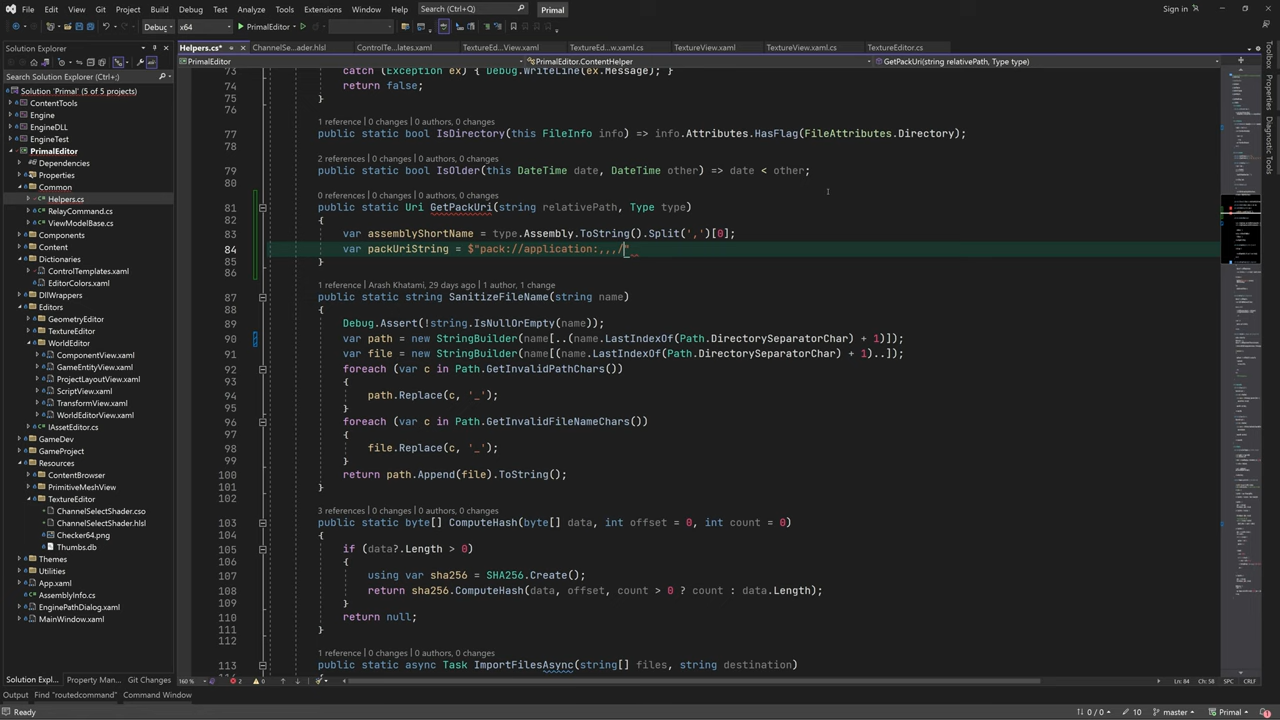 File Edit View Git Project Build Debug Test Analyze Tools Extensions Window Help Search (Ctrl+Q) Primal Sign in
Debug x64 PrimalEditor
Solution Explorer
Search Solution Explorer (Ctrl+;)
Solution 'Primal' (5 of 5 projects)
ContentTools
Engine
EngineDLL
EngineTest
PrimalEditor
Dependencies
Properties
Common
Helpers.cs
RelayCommand.cs
ViewModelBase.cs
Components
Content
Dictionaries
ControlTemplates.xaml
EditorColors.xaml
DllWrappers
Editors
GeometryEditor
TextureEditor
WorldEditor
ComponentView.xaml
GameEntityView.xaml
ProjectLayoutView.xaml
ScriptView.xaml
TransformView.xaml
WorldEditorView.xaml
IAssetEditor.cs
GameDev
GameProject
Resources
ContentBrowser
PrimitiveMeshView
TextureEditor
ChannelSelectShader.cso
ChannelSelectShader.hlsl
Checker64.png
Thumbs.db
Themes
Utilities
App.xaml
AssemblyInfo.cs
EnginePathDialog.xaml
MainWindow.xaml
Solution Expl... Property Man... Git Changes
Helpers.cs* ChannelSe...ader.hlsl ControlTe...lates.xaml TextureEd...View.xaml TextureEd...w.xaml.cs TextureView.xaml TextureView.xaml.cs TextureEditor.cs
PrimalEditor PrimalEditor.ContentHelper GetPackUri(string relativePath, Type type)
73 catch (Exception ex) { Debug.WriteLine(ex.Message); }
74 return false;
75 }
76
1 reference | 0 changes | 0 authors, 0 changes
77 public static bool IsDirectory(this FileInfo info) => info.Attributes.HasFlag(FileAttributes.Directory);
78
2 references | 0 changes | 0 authors, 0 changes
79 public static bool IsOlder(this DateTime date, DateTime other) => date < other;
80
0 references | 0 changes | 0 authors, 0 changes
81 public static Uri GetPackUri(string relativePath, Type type)
82 {
83 var assemblyShortName = type.Assembly.ToString().Split(',')[0];
84 var packUriString = $"pack://application:,,,/
85 }
86
1 reference | Arash Khatami, 29 days ago | 1 author, 1 change
87 public static string SanitizeFileName(string name)
88 {
89 Debug.Assert(!string.IsNullOrEmpty(name));
90 var path = new StringBuilder(name[..(name.LastIndexOf(Path.DirectorySeparatorChar) + 1)]);
91 var file = new StringBuilder(name[(name.LastIndexOf(Path.DirectorySeparatorChar) + 1)..]);
92 foreach (var c in Path.GetInvalidPathChars())
93 {
94 path.Replace(c, '_');
95 }
96 foreach (var c in Path.GetInvalidFileNameChars())
97 {
98 file.Replace(c, '_');
99 }
100 return path.Append(file).ToString();
101 }
102
3 references | 0 changes | 0 authors, 0 changes
103 public static byte[] ComputeHash(byte[] data, int offset = 0, int count = 0)
104 {
105 if (data?.Length > 0)
106 {
107 using var sha256 = SHA256.Create();
108 return sha256.ComputeHash(data, offset, count > 0 ? count : data.Length);
109 }
110 return null;
111 }
112
1 reference | 0 changes | 0 authors, 0 changes
113 public static async Task ImportFilesAsync(string[] files, string destination)
160 % 2 0 Ln: 84 Ch: 58 SPC CRLF
Toolbox
Properties
Diagnostic Tools
Output Find "routedcommand"
0 / 0 10 master Primal